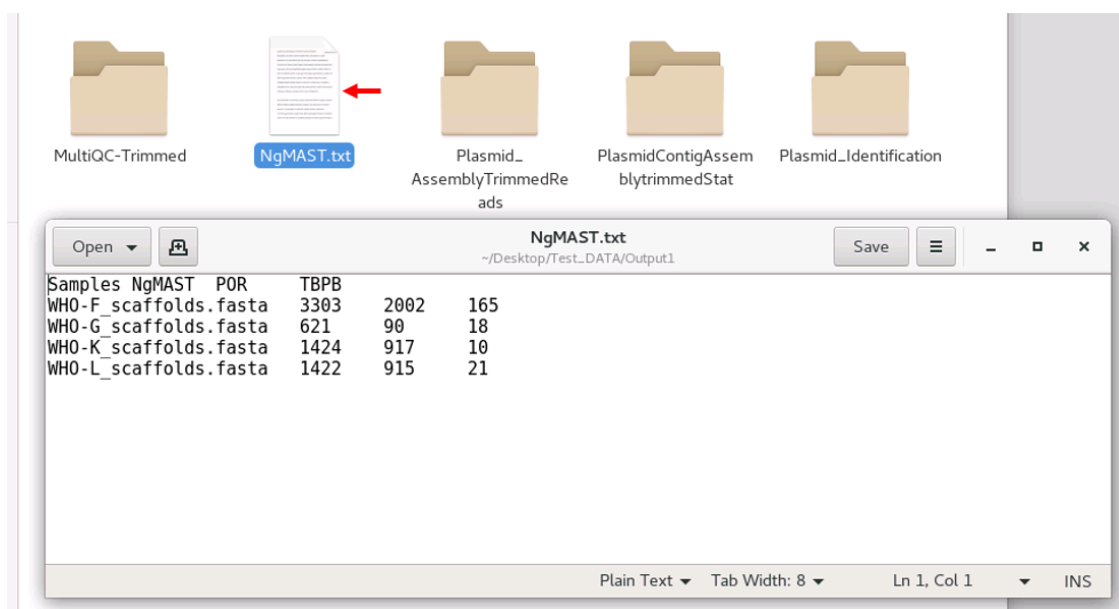 MultiQC-Trimmed
NgMAST.txt
Plasmid_
AssemblyTrimmedRe
ads
PlasmidContigAssem
blytrimmedStat
Plasmid_Identification
Open
NgMAST.txt
~/Desktop/Test_DATA/Output1
Save
Samples NgMAST POR TBPB
WHO-F_scaffolds.fasta 3303 2002 165
WHO-G_scaffolds.fasta 621 90 18
WHO-K_scaffolds.fasta 1424 917 10
WHO-L_scaffolds.fasta 1422 915 21
Plain Text Tab Width: 8 Ln 1, Col 1 INS